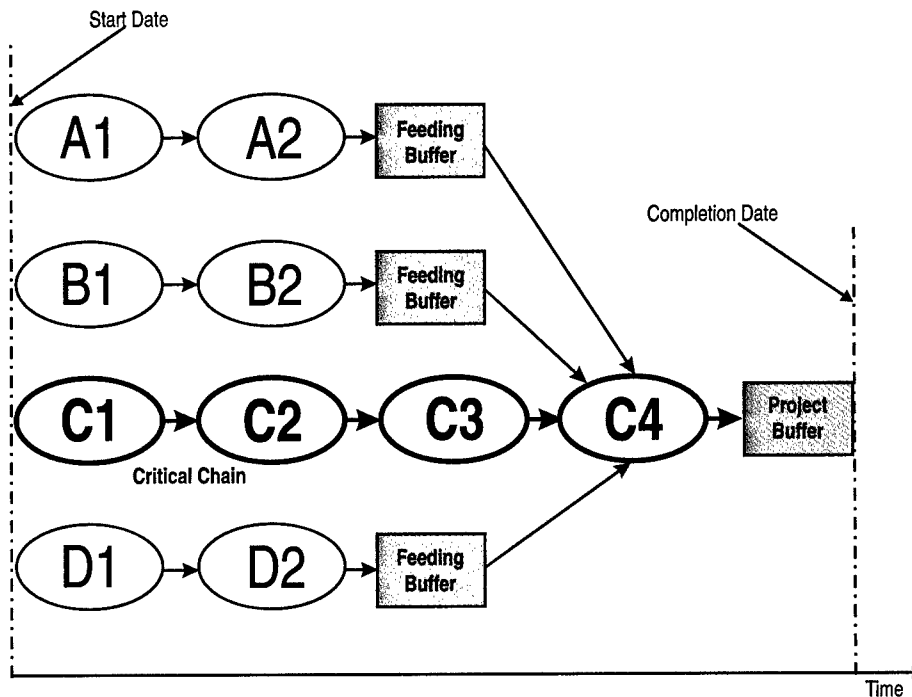 Start Date
A1
A2
Feeding
Buffer
Completion Date
B1
B2
Feeding
Buffer
C1
C2
C3
C4
Project
Buffer
Critical Chain
D1
D2
Feeding
Buffer
Time